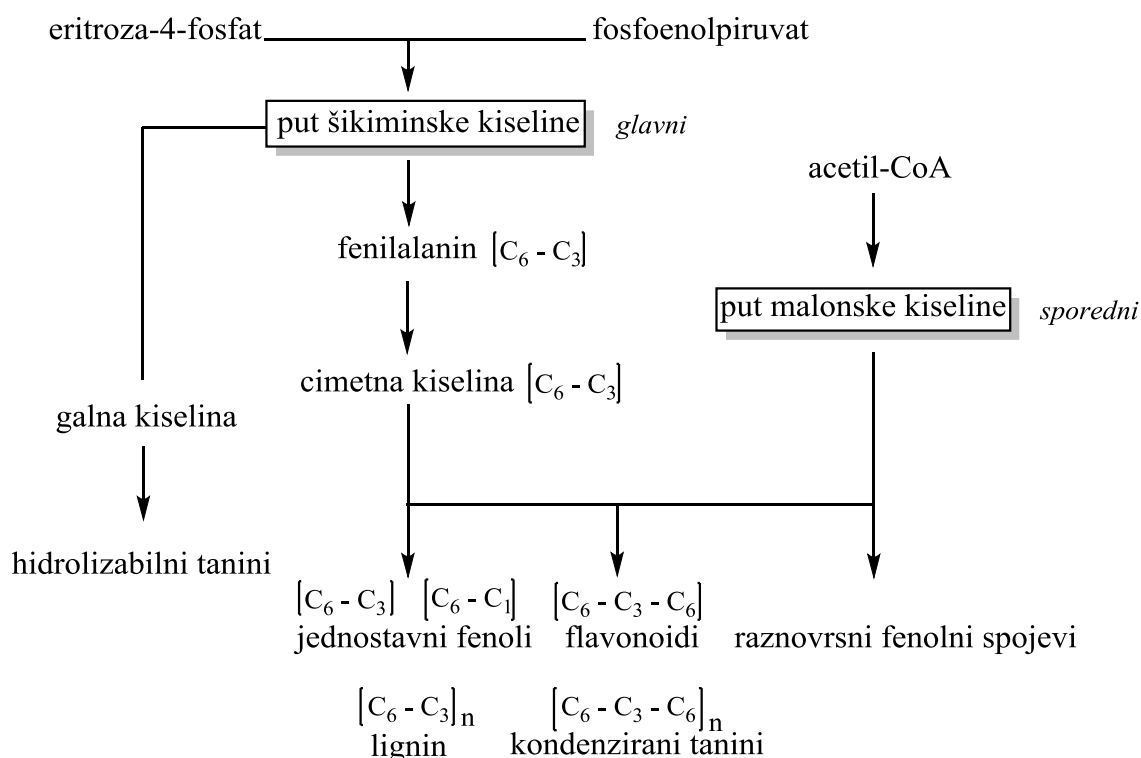 eritroza-4-fosfat fosfoenolpiruvat
put šikiminske kiseline glavni
acetil-CoA
fenilalanin [C₆ - C₃]
put malonske kiseline sporedni
cimetna kiselina [C₆ - C₃]
galna kiselina
hidrolizabilni tanini
[C₆ - C₃] [C₆ - C₁] [C₆ - C₃ - C₆]
jednostavni fenoli flavonoidi raznovrsni fenolni spojevi
[C₆ - C₃]n [C₆ - C₃ - C₆]n
lignin kondenzirani tanini